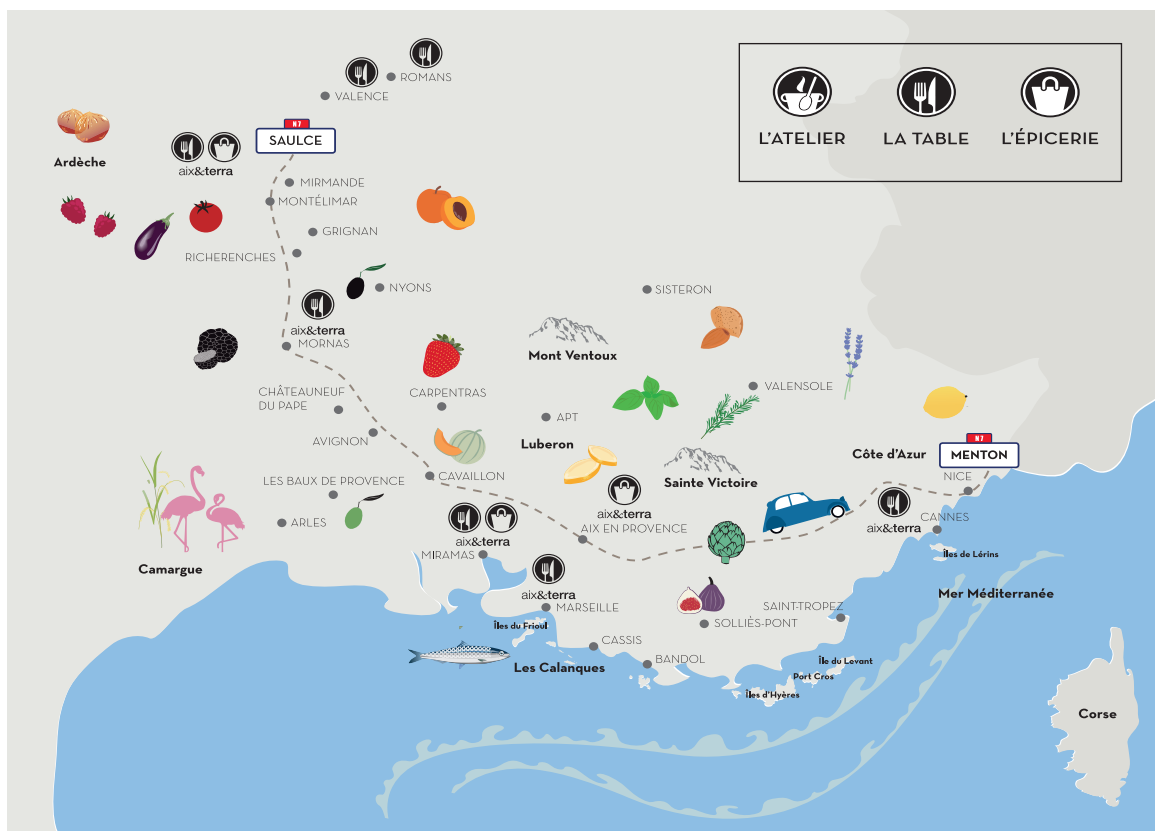 ROMANS
VALENCE
L'ATELIER
LA TABLE
L'ÉPICERIE
N7
SAULCE
Ardèche
aix&terra
MIRMANDE
MONTÉLIMAR
GRIGNAN
RICHERENCHES
NYONS
SISTERON
aix&terra
MORNAS
Mont Ventoux
CHÂTEAUNEUF
DU PAPE
CARPENTRAS
VALENSOLE
APT
AVIGNON
Luberon
N7
MENTON
Côte d'Azur
CAVAILLON
Sainte Victoire
NICE
LES BAUX DE PROVENCE
aix&terra
AIX EN PROVENCE
aix&terra
CANNES
ARLES
aix&terra
MIRAMAS
Îles de Lérins
Camargue
aix&terra
MARSEILLE
Mer Méditerranée
SAINT-TROPEZ
Îles du Frioul
SOLLIÈS-PONT
CASSIS
BANDOL
Les Calanques
Île du Levant
Port Cros
Îles d'Hyères
Corse